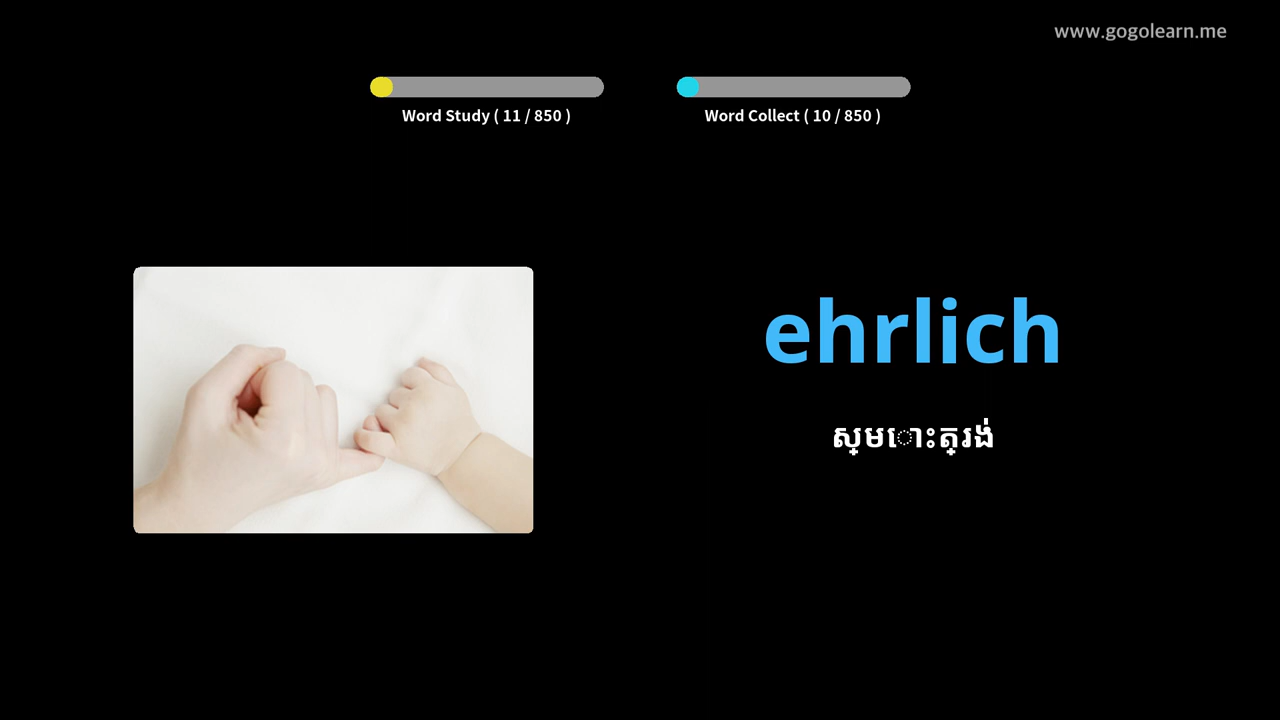 www.gogolearn.me
Word Study ( 11 / 850 )
Word Collect ( 10 / 850 )
ehrlich
ស្មោះត្រង់